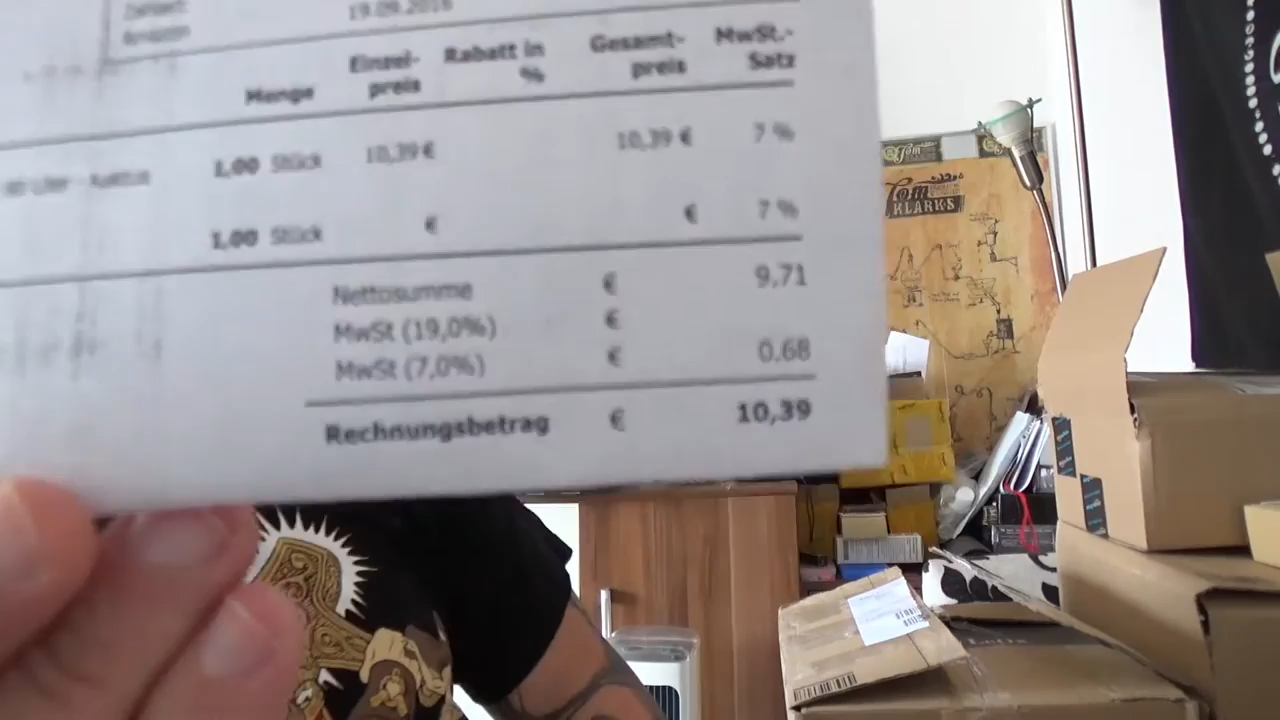 19.09.2016
Menge Einzel-preis Rabatt in % Gesamt-preis MwSt.-Satz
1,00 Stück 10,39 € 10,39 € 7 %
1,00 Stück € € 7 %
Nettosumme € 9,71
MwSt (19,0%) €
MwSt (7,0%) € 0.68
Rechnungsbetrag € 10,39
Tom
Tom
KLARKS